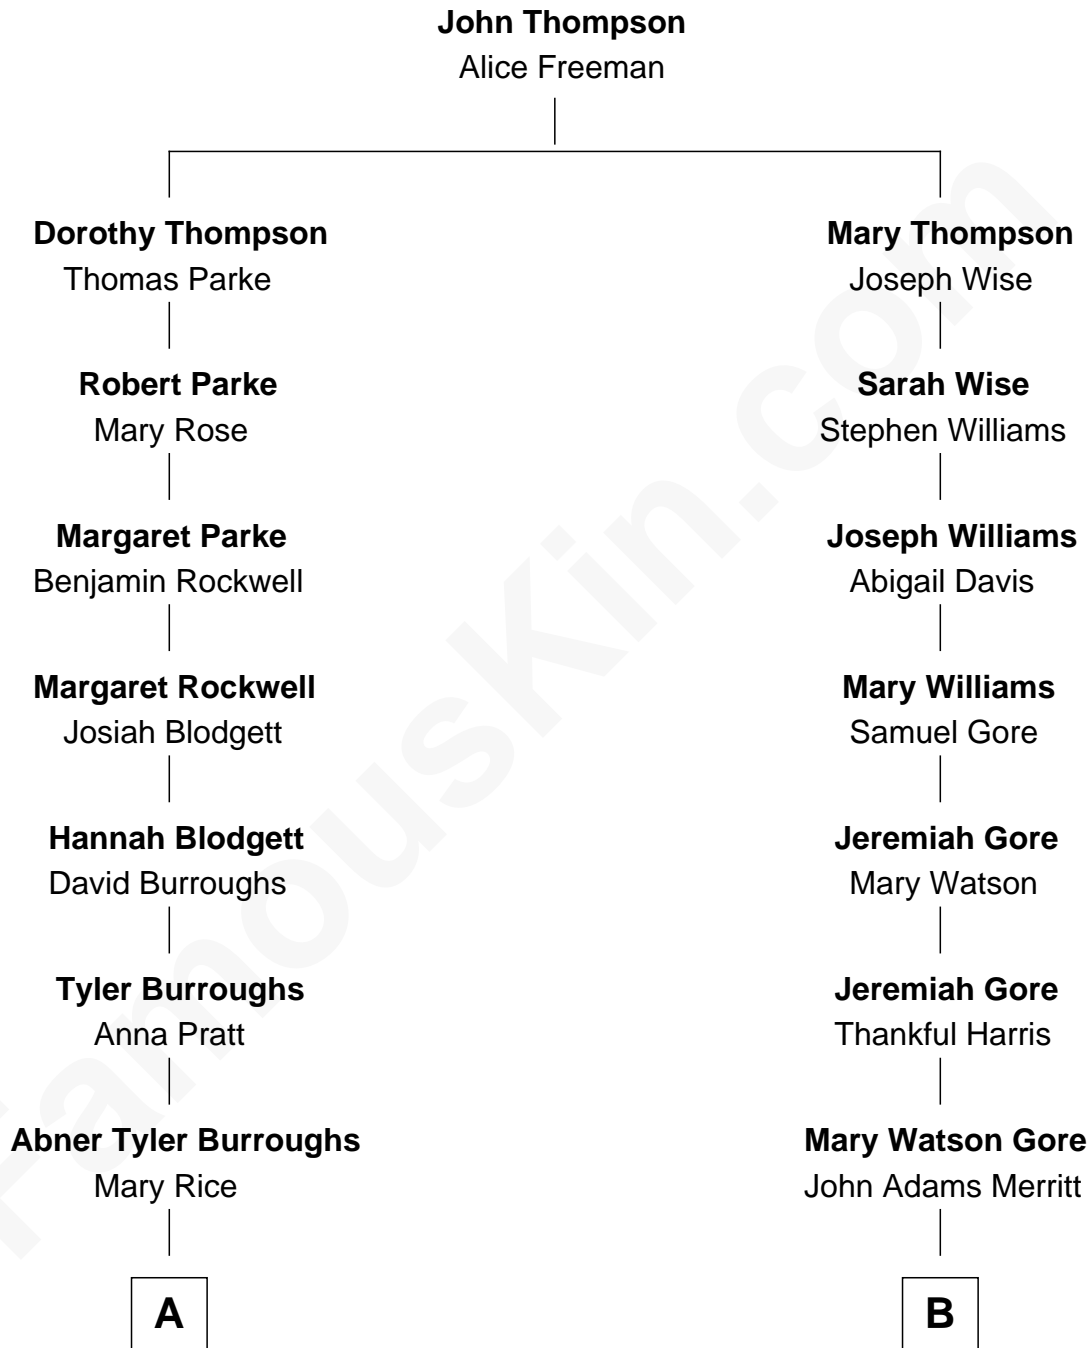 John Thompson
Alice Freeman
Dorothy Thompson
Thomas Parke
Mary Thompson
Joseph Wise
Robert Parke
Mary Rose
Sarah Wise
Stephen Williams
Margaret Parke
Benjamin Rockwell
Joseph Williams
Abigail Davis
Margaret Rockwell
Josiah Blodgett
Mary Williams
Samuel Gore
Hannah Blodgett
David Burroughs
Jeremiah Gore
Mary Watson
Tyler Burroughs
Anna Pratt
Jeremiah Gore
Thankful Harris
Abner Tyler Burroughs
Mary Rice
Mary Watson Gore
John Adams Merritt
A
B
FamousKin.com